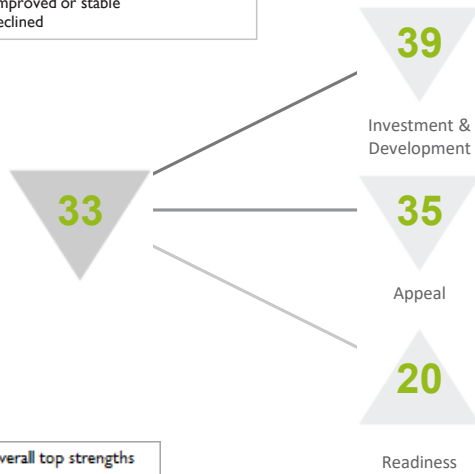 mproved or stable
eclined
39
Investment &
Development
33
35
Appeal
20
verall top strengths
Readiness